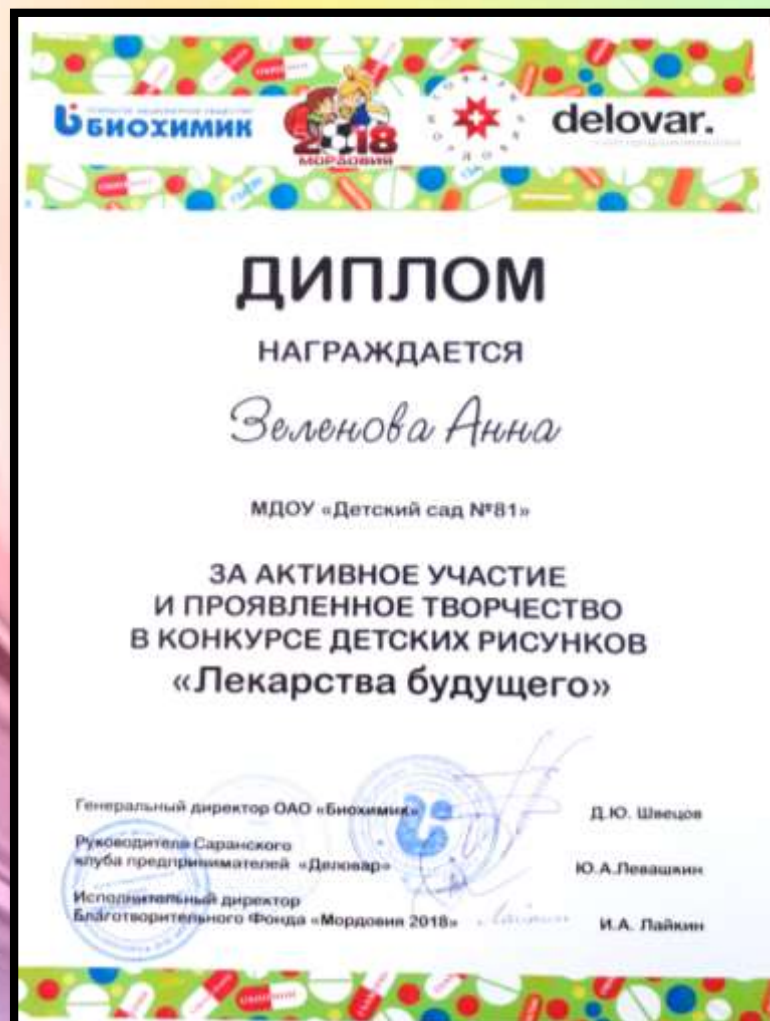 БИОХИМИК
2018
МОРДОВИЯ
delovar.
ДИПЛОМ
НАГРАЖДАЕТСЯ
Зеленова Анна
МДОУ «Детский сад №81»
ЗА АКТИВНОЕ УЧАСТИЕ
И ПРОЯВЛЕННОЕ ТВОРЧЕСТВО
В КОНКУРСЕ ДЕТСКИХ РИСУНКОВ
«Лекарства будущего»
Генеральный директор ОАО «Биохимик»
Д.Ю. Швецов
Руководитель Саранского
клуба предпринимателей «Деловар»
Ю.А.Левашкин
Исполнительный директор
Благотворительного Фонда «Мордовия 2018»
И.А. Лайкин